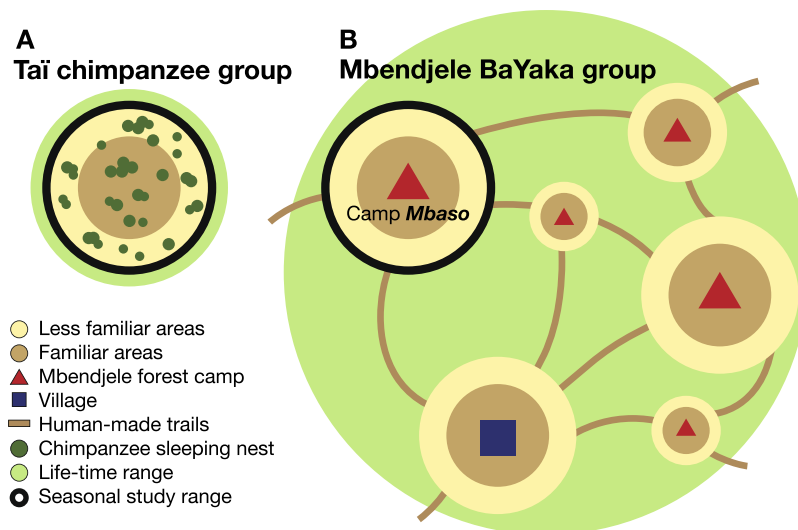 A
Taï chimpanzee group
B
Mbendjele BaYaka group
Camp Mbaso
Less familiar areas
Familiar areas
Mbendjele forest camp
Village
Human-made trails
Chimpanzee sleeping nest
Life-time range
Seasonal study range